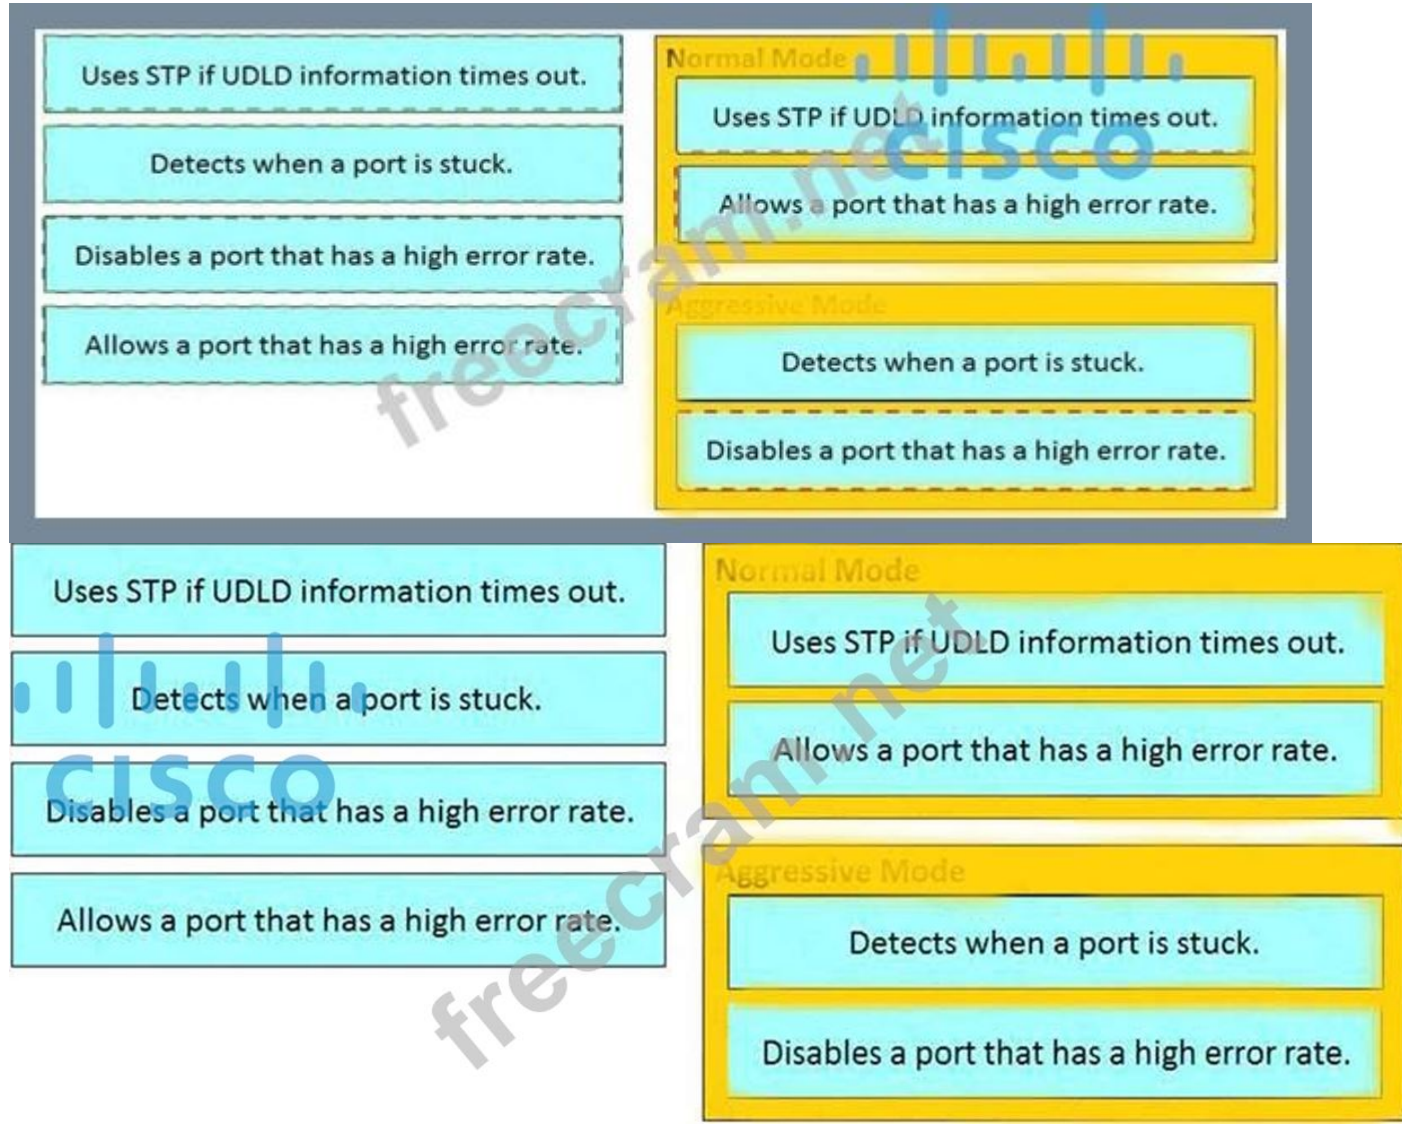 Uses STP if UDLD information times out.
Detects when a port is stuck.
Disables a port that has a high error rate.
Allows a port that has a high error rate.
Normal Mode
Uses STP if UDLD information times out.
Allows a port that has a high error rate.
Aggressive Mode
Detects when a port is stuck.
Disables a port that has a high error rate.
CISCO
freecram.net
Uses STP if UDLD information times out.
Detects when a port is stuck.
Disables a port that has a high error rate.
Allows a port that has a high error rate.
CISCO
Normal Mode
Uses STP if UDLD information times out.
Allows a port that has a high error rate.
Aggressive Mode
Detects when a port is stuck.
Disables a port that has a high error rate.
freecram.net